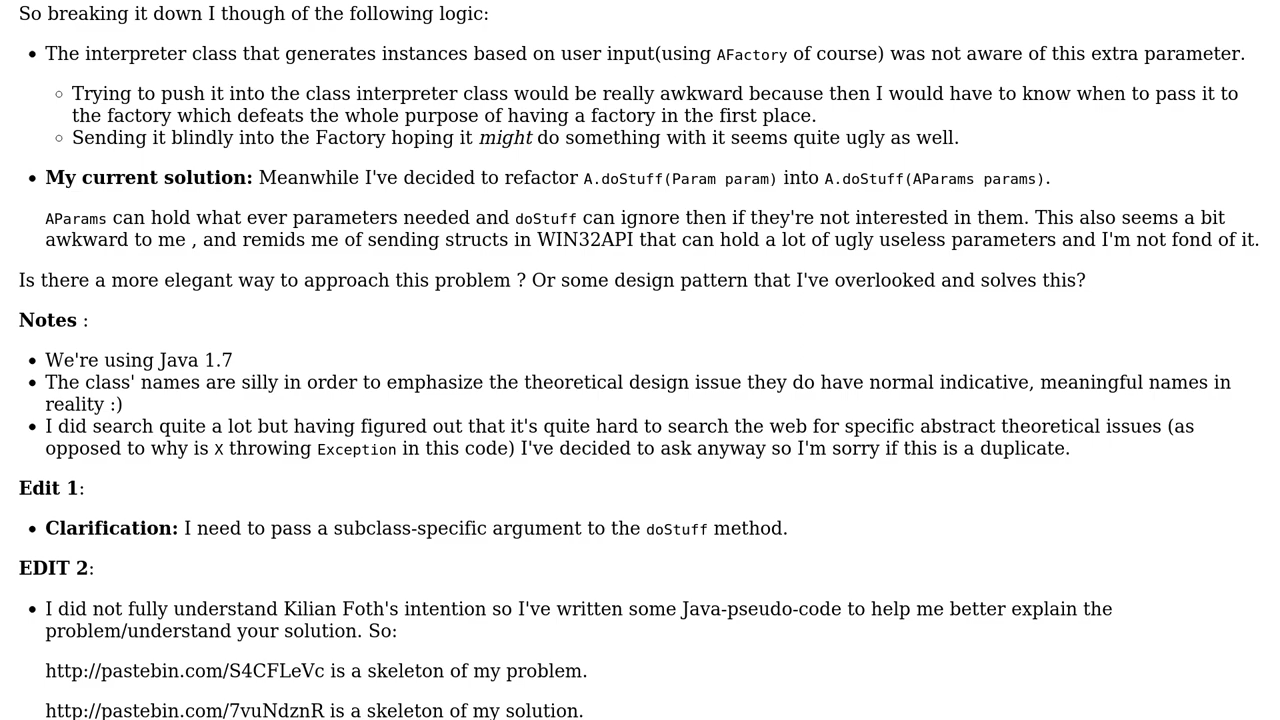 So breaking it down I though of the following logic:
The interpreter class that generates instances based on user input(using AFactory of course) was not aware of this extra parameter.
Trying to push it into the class interpreter class would be really awkward because then I would have to know when to pass it to
the factory which defeats the whole purpose of having a factory in the first place.
Sending it blindly into the Factory hoping it might do something with it seems quite ugly as well.
My current solution: Meanwhile I've decided to refactor A.doStuff(Param param) into A.doStuff(AParams params).
AParams can hold what ever parameters needed and doStuff can ignore then if they're not interested in them. This also seems a bit
awkward to me , and remids me of sending structs in WIN32API that can hold a lot of ugly useless parameters and I'm not fond of it.
Is there a more elegant way to approach this problem ? Or some design pattern that I've overlooked and solves this?
Notes :
We're using Java 1.7
The class' names are silly in order to emphasize the theoretical design issue they do have normal indicative, meaningful names in
reality :)
I did search quite a lot but having figured out that it's quite hard to search the web for specific abstract theoretical issues (as
opposed to why is X throwing Exception in this code) I've decided to ask anyway so I'm sorry if this is a duplicate.
Edit 1:
Clarification: I need to pass a subclass-specific argument to the doStuff method.
EDIT 2:
I did not fully understand Kilian Foth's intention so I've written some Java-pseudo-code to help me better explain the
problem/understand your solution. So:
http://pastebin.com/S4CFLeVc is a skeleton of my problem.
http://pastebin.com/7vuNdznR is a skeleton of my solution.